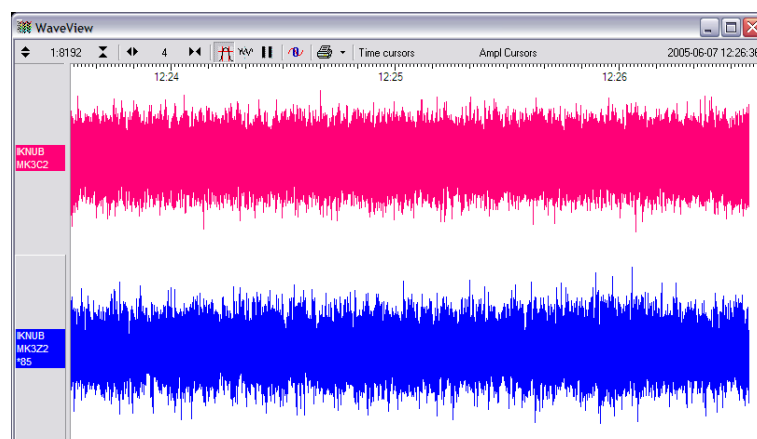 WaveView
1:8192 4 Time cursors Ampl Cursors 2005-06-07 12:26:36
12:24 12:25 12:26
IKNUB
MK3C2
IKNUB
MK3Z2
*85